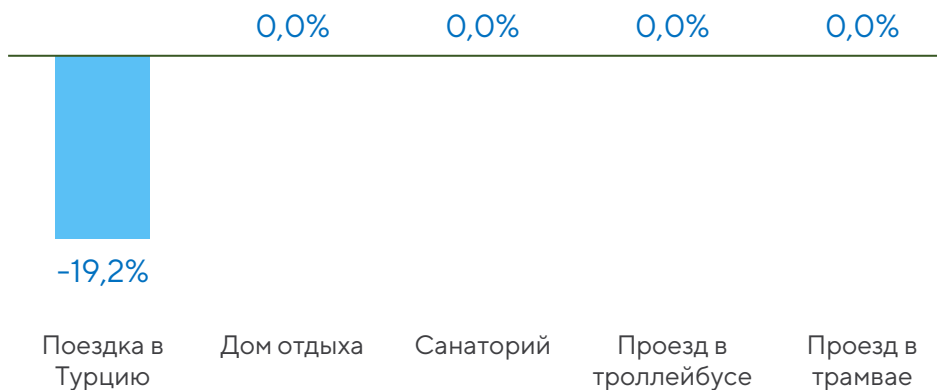 0,0% 0,0% 0,0% 0,0%
-19,2%
Поездка в Дом отдыха Санаторий Проезд в Проезд в
Турцию троллейбусе трамвае